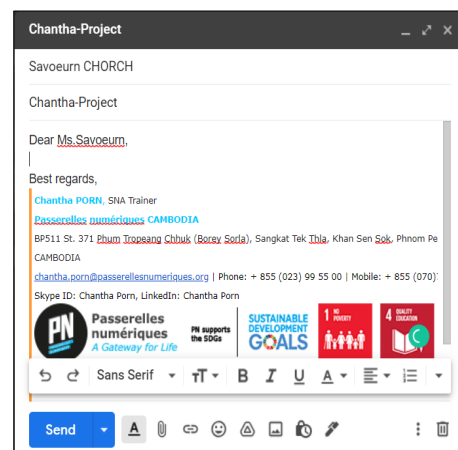 Chantha-Project
Savoeurn CHORCH
Chantha-Project
Dear Ms.Savoeurn,
Best regards,
Chantha PORN, SNA Trainer
Passerelles numériques CAMBODIA
BP511 St. 371 Phum Tropeang Chhuk (Borey Sorla), Sangkat Tek Thla, Khan Sen Sok, Phnom Pe
CAMBODIA
chantha.porn@passerellesnumeriques.org | Phone: + 855 (023) 99 55 00 | Mobile: + 855 (070)
Skype ID: Chantha Porn, LinkedIn: Chantha Porn
PN
Passerelles
numériques
A Gateway for Life
PN supports
the SDGs
SUSTAINABLE
DEVELOPMENT
GOALS
1 NO
POVERTY
4 QUALITY
EDUCATION
Sans Serif
Send